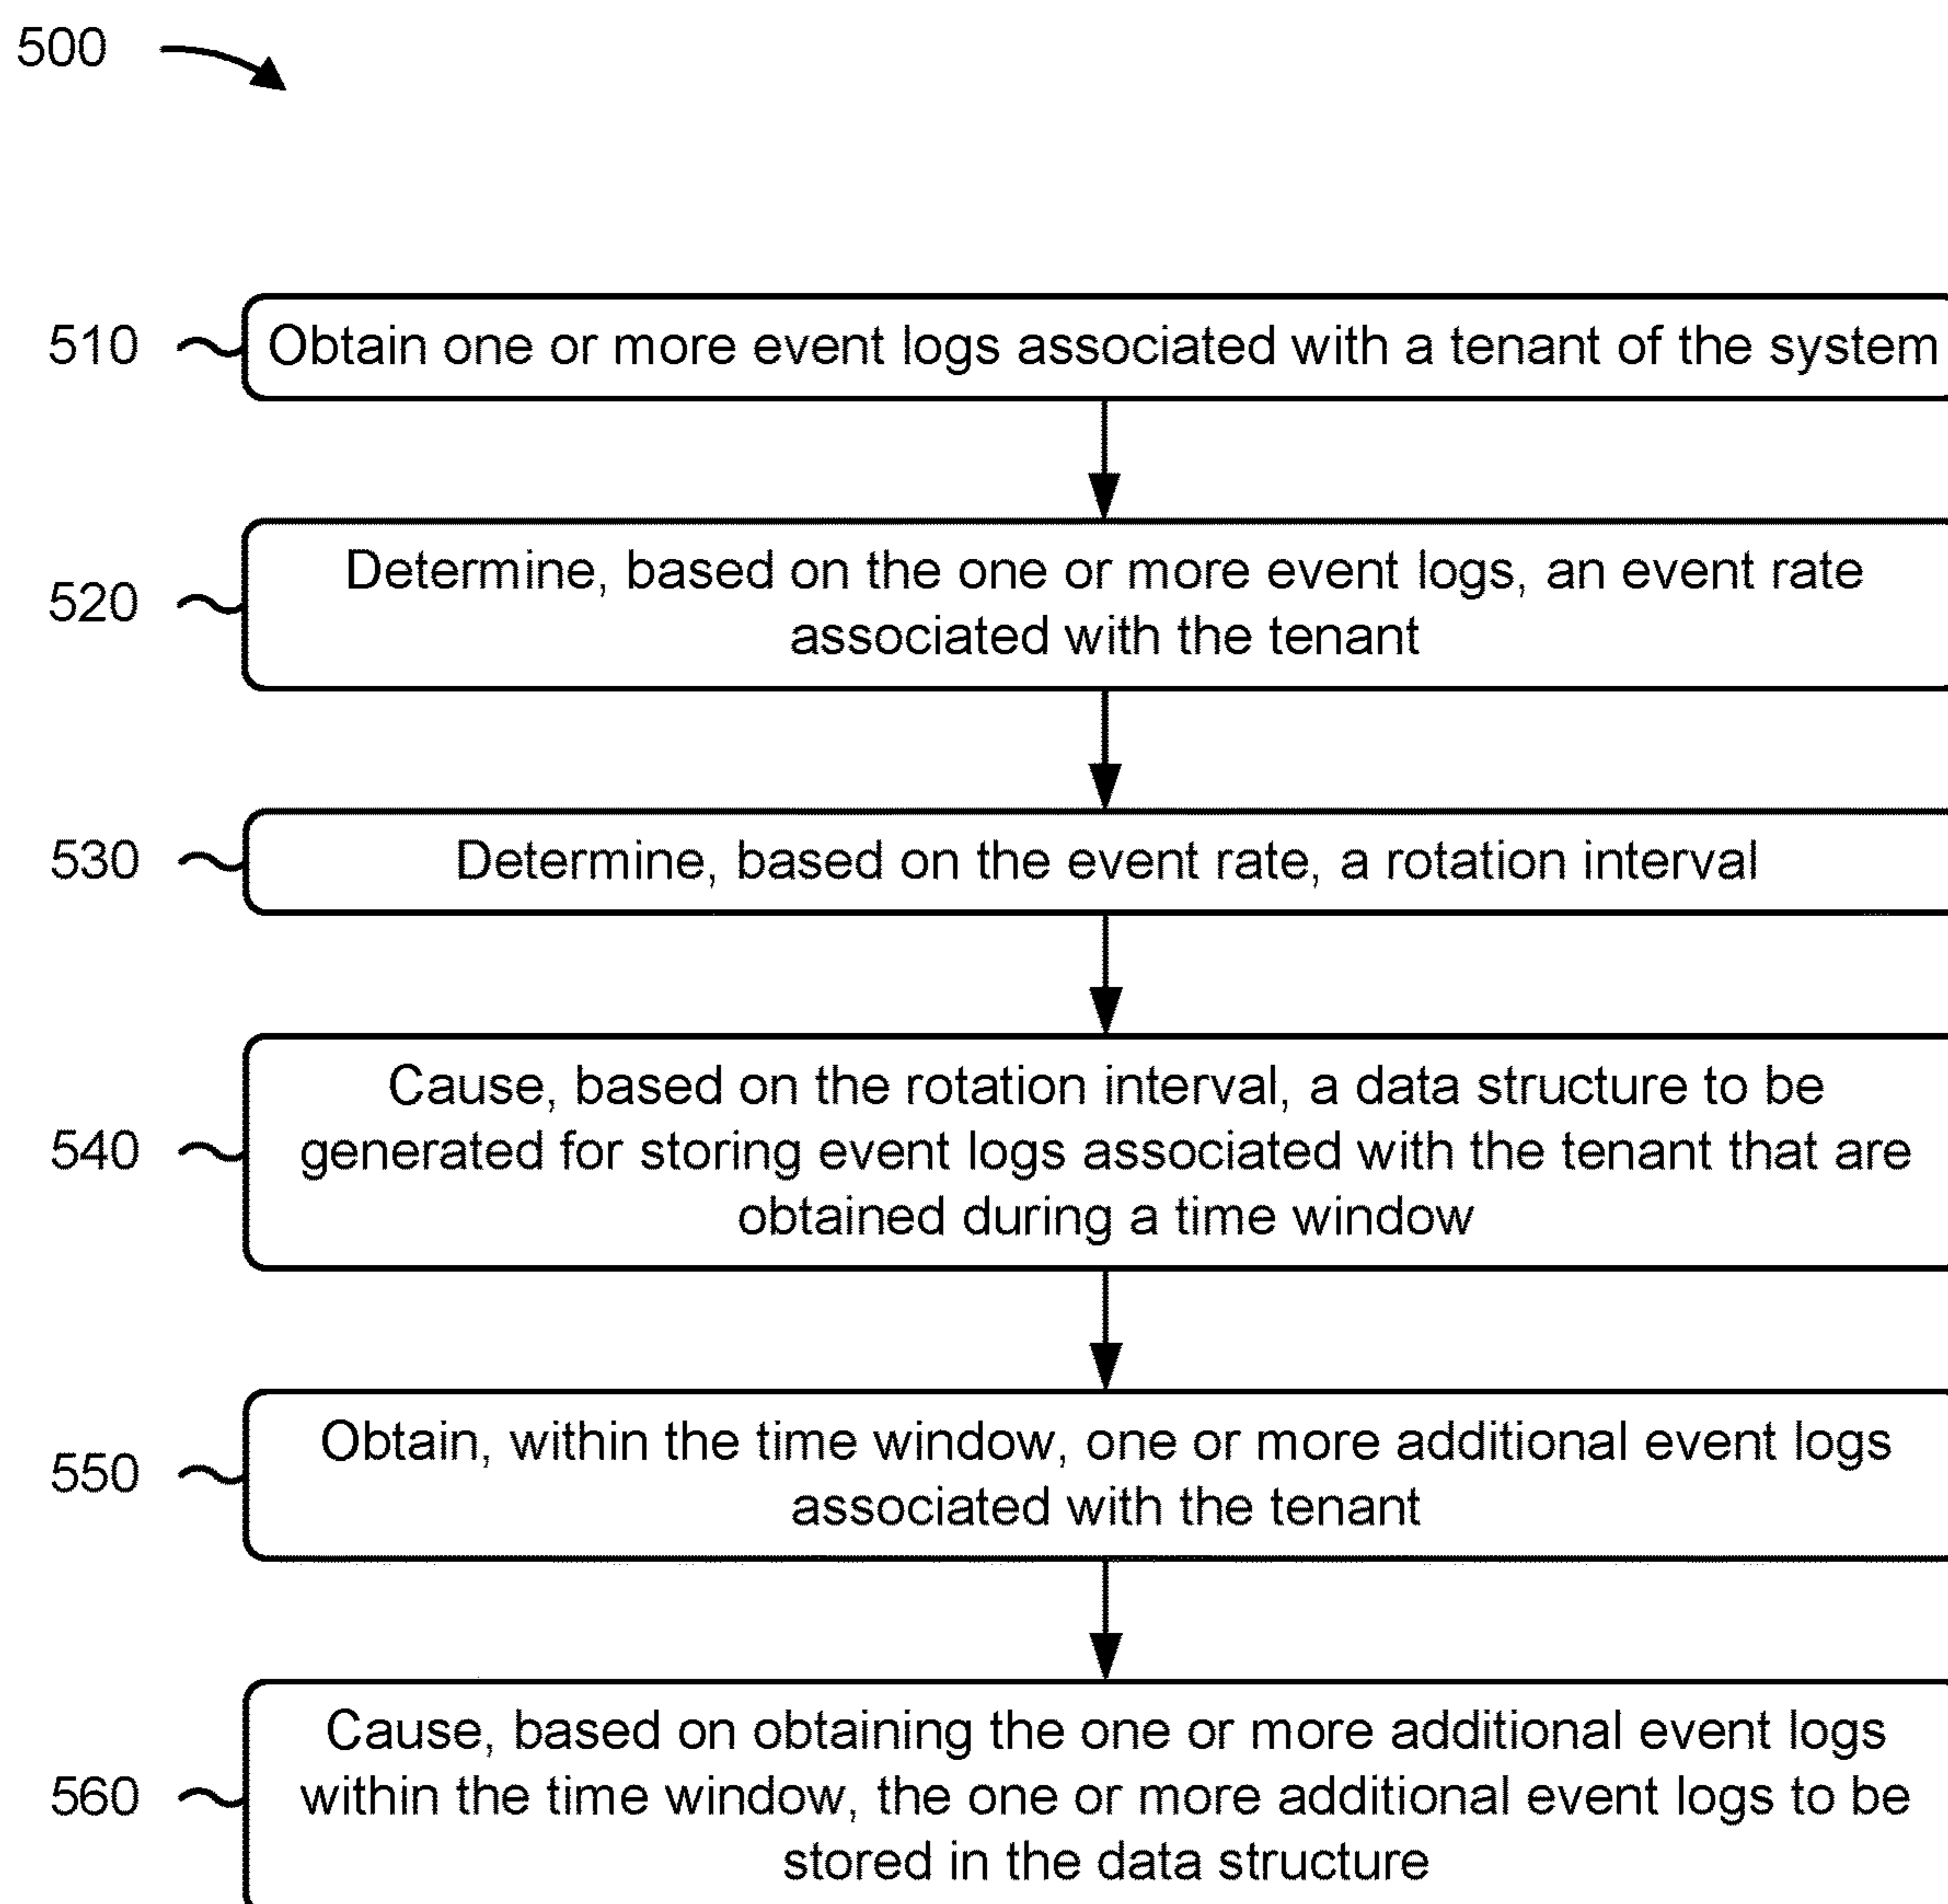 500
510 Obtain one or more event logs associated with a tenant of the system
Determine, based on the one or more event logs, an event rate
520
associated with the tenant
530 Determine, based on the event rate, a rotation interval
Cause, based on the rotation interval, a data structure to be
540 generated for storing event logs associated with the tenant that are
obtained during a time window
Obtain, within the time window, one or more additional event logs
550
associated with the tenant
Cause, based on obtaining the one or more additional event logs
560 within the time window, the one or more additional event logs to be
stored in the data structure